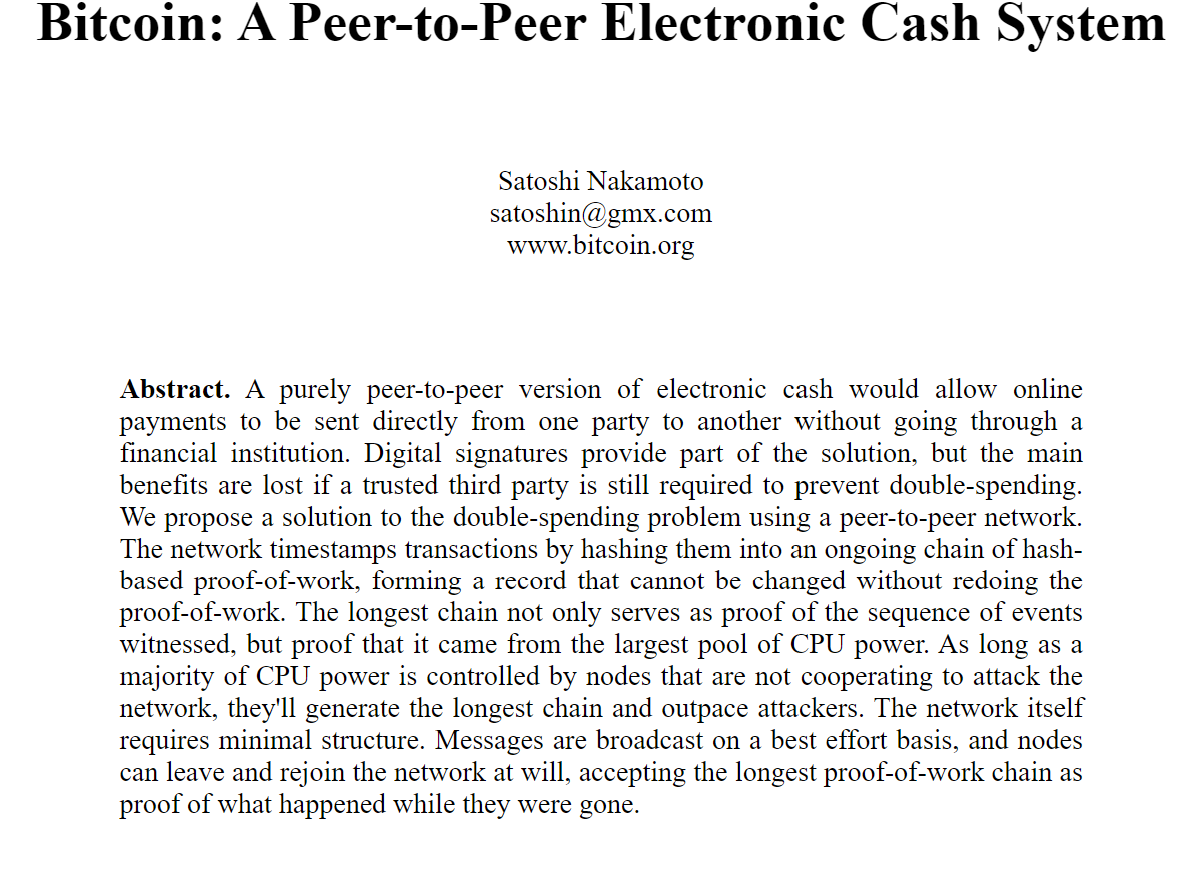 Bitcoin: A Peer-to-Peer Electronic Cash System
Satoshi Nakamoto
satoshin@gmx.com
www.bitcoin.org
Abstract. A purely peer-to-peer version of electronic cash would allow online
payments to be sent directly from one party to another without going through a
financial institution. Digital signatures provide part of the solution, but the main
benefits are lost if a trusted third party is still required to prevent double-spending.
We propose a solution to the double-spending problem using a peer-to-peer network.
The network timestamps transactions by hashing them into an ongoing chain of hash-
based proof-of-work, forming a record that cannot be changed without redoing the
proof-of-work. The longest chain not only serves as proof of the sequence of events
witnessed, but proof that it came from the largest pool of CPU power. As long as a
majority of CPU power is controlled by nodes that are not cooperating to attack the
network, they'll generate the longest chain and outpace attackers. The network itself
requires minimal structure. Messages are broadcast on a best effort basis, and nodes
can leave and rejoin the network at will, accepting the longest proof-of-work chain as
proof of what happened while they were gone.